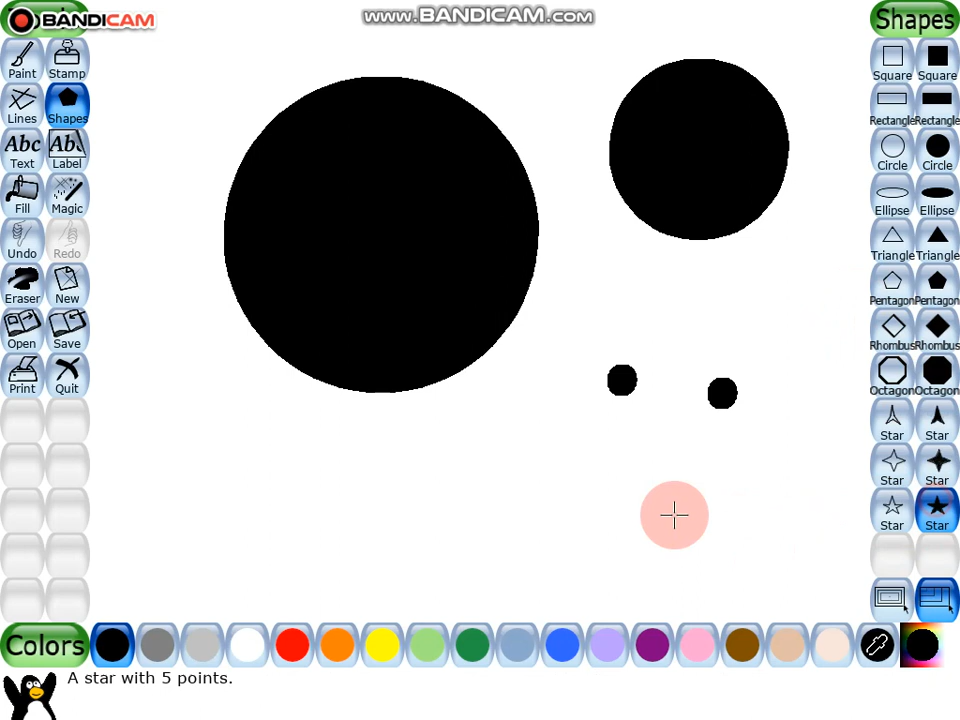 BANDICAM
www.BANDICAM.com
Shapes
Paint
Stamp
Lines
Shapes
Abc
Text
Label
Fill
Magic
Undo
Redo
Eraser
New
Open
Save
Print
Quit
Square
Square
Rectangle
Rectangle
Circle
Circle
Ellipse
Ellipse
Triangle
Triangle
Pentagon
Pentagon
Rhombus
Rhombus
Octagon
Octagon
Star
Star
Star
Star
Star
Star
Colors
A star with 5 points.